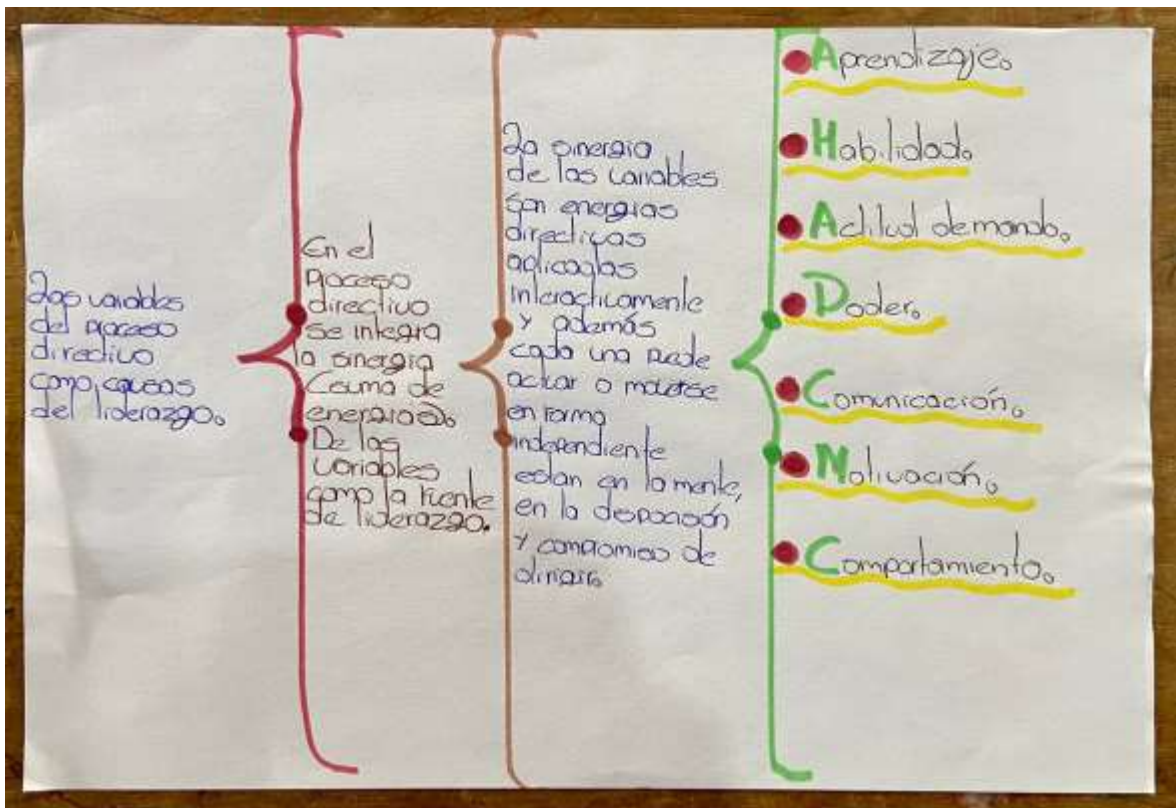 Las variables
del proceso
directivo
como causas
del liderazgo.
En el
proceso
directivo
se integra
la sinergia
(suma de
energias).
De las
variables
como la fuente
de liderazgo.
La sinergia
de las variables
son energias
directivas
aplicadas
interactivamente
y además
cada una puede
actuar o moverse
en forma
independiente
estan en la mente,
en la disposición
y compromiso de
dirigir.
Aprendizaje.
Habilidad.
Actitud de mando.
Poder.
Comunicación.
Motivación.
Comportamiento.